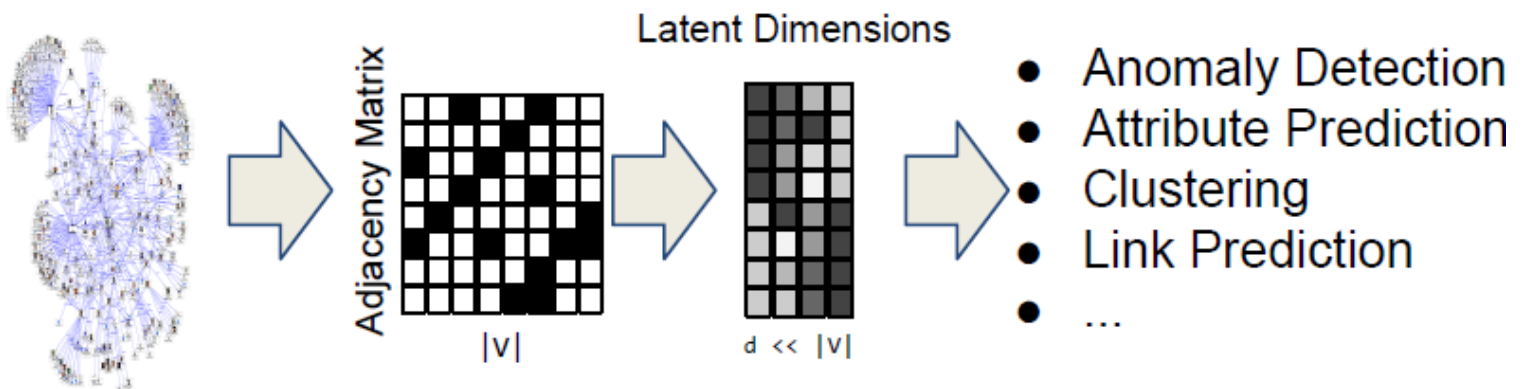 Latent Dimensions
Adjacency Matrix
|V|
d << |V|
● Anomaly Detection
● Attribute Prediction
● Clustering
● Link Prediction
● ...